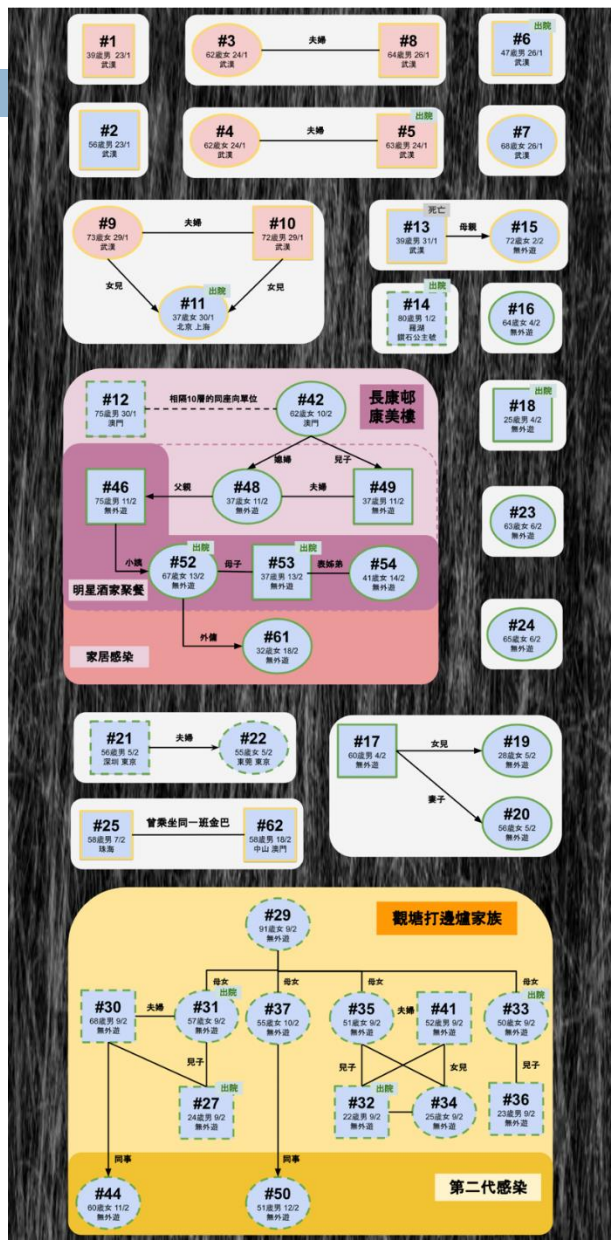 #1
39歲男 23/1
武漢
#3
62歲女 24/1
武漢
夫婦
#8
64歲男 26/1
武漢
出院
#6
47歲男 26/1
武漢
#2
56歲男 23/1
武漢
#4
62歲女 24/1
武漢
夫婦
出院
#5
63歲男 24/1
武漢
#7
68歲女 26/1
武漢
#9
73歲女 29/1
武漢
夫婦
#10
72歲男 29/1
武漢
女兒
女兒
出院
#11
37歲女 30/1
北京 上海
死亡
#13
39歲男 31/1
武漢
母親
#15
72歲女 2/2
無外遊
出院
#14
80歲男 1/2
羅湖
鑽石公主號
#16
64歲女 4/2
無外遊
#12
75歲男 30/1
澳門
相隔10層的同座向單位
#42
62歲女 10/2
澳門
長康邨
康美樓
出院
#18
25歲男 4/2
無外遊
媳婦
兒子
#46
75歲男 11/2
無外遊
父親
#48
37歲女 11/2
無外遊
夫婦
#49
37歲男 11/2
無外遊
#23
63歲女 6/2
無外遊
小姨
出院
#52
67歲女 13/2
無外遊
母子
出院
#53
37歲男 13/2
無外遊
表姊弟
#54
41歲女 14/2
無外遊
明星酒家聚餐
外傭
#61
32歲女 18/2
無外遊
家居感染
#24
65歲女 6/2
無外遊
#21
56歲男 5/2
深圳 東京
夫婦
#22
55歲女 5/2
東莞 東京
#17
60歲男 4/2
無外遊
女兒
#19
28歲女 5/2
無外遊
妻子
#20
56歲女 5/2
無外遊
#25
58歲男 7/2
珠海
曾乘坐同一班金巴
#62
58歲男 18/2
中山 澳門
#29
91歲女 9/2
無外遊
觀塘打邊爐家族
母女
母女
母女
母女
#30
68歲男 9/2
無外遊
夫婦
出院
#31
57歲女 9/2
無外遊
#37
55歲女 10/2
無外遊
#35
51歲女 9/2
無外遊
夫婦
#41
52歲男 9/2
無外遊
出院
#33
50歲女 9/2
無外遊
兒子
兒子
女兒
兒子
出院
#27
24歲男 9/2
無外遊
出院
#32
22歲男 9/2
無外遊
#34
25歲女 9/2
無外遊
#36
23歲男 9/2
無外遊
同事
同事
#44
60歲女 11/2
無外遊
#50
51歲男 12/2
無外遊
第二代感染